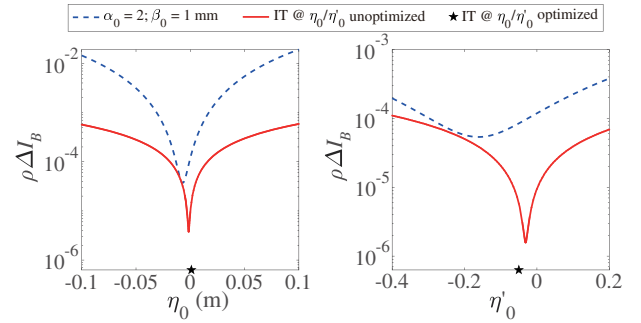 α₀ = 2; β₀ = 1 mm IT @ η₀/η'₀ unoptimized ★ IT @ η₀/η'₀ optimized
10⁻² 10⁻³
10⁻⁴ 10⁻⁴
10⁻⁵
10⁻⁶ 10⁻⁶
ρ ΔI_B ρ ΔI_B
-0.1 -0.05 0 0.05 0.1 -0.4 -0.2 0 0.2
η₀ (m) η'₀